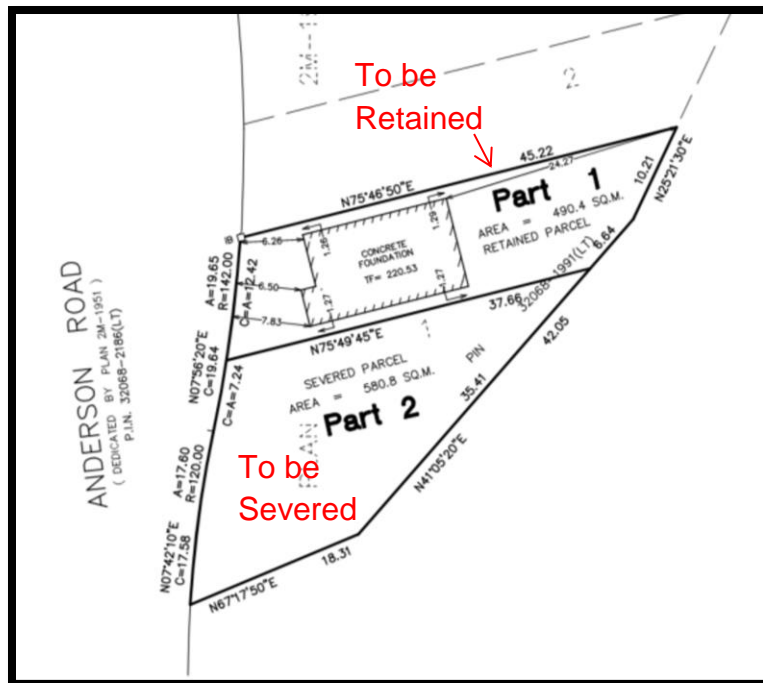 2M-19
To be
Retained
2
45.22
24.27
N75°46'50"E
10.21
N25°21'30"E
Part 1
AREA = 490.4 SQ.M.
RETAINED PARCEL
IB
6.26
1.28
1.29
CONCRETE
FOUNDATION
TF= 220.53
6.64
A=19.65
R=142.00
C=A=12.42
6.50
1.27
1.27
7.83
37.66
32068-1991(LT)
N75°49'45"E
ANDERSON ROAD
( DEDICATED BY PLAN 2M-1951 )
P.I.N. 32068-2186(LT)
N07°56'20"E
C=19.64
C=A=7.24
SEVERED PARCEL
AREA = 580.8 SQ.M.
Part 2
PIN
42.05
35.41
PLAN
N41°05'20"E
To be
Severed
A=17.60
R=120.00
N07°42'10"E
C=17.58
18.31
N67°17'50"E